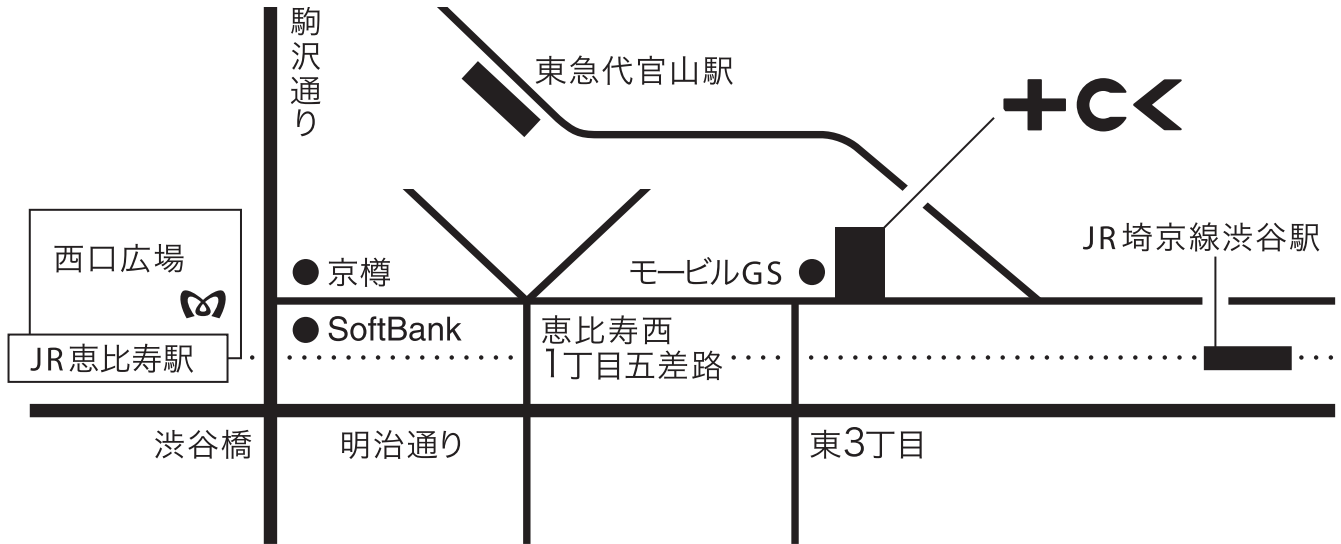 駒沢通り
東急代官山駅
+C<
西口広場
京樽
モービルGS
JR埼京線渋谷駅
SoftBank
恵比寿西
1丁目五差路
JR恵比寿駅
渋谷橋
明治通り
東3丁目